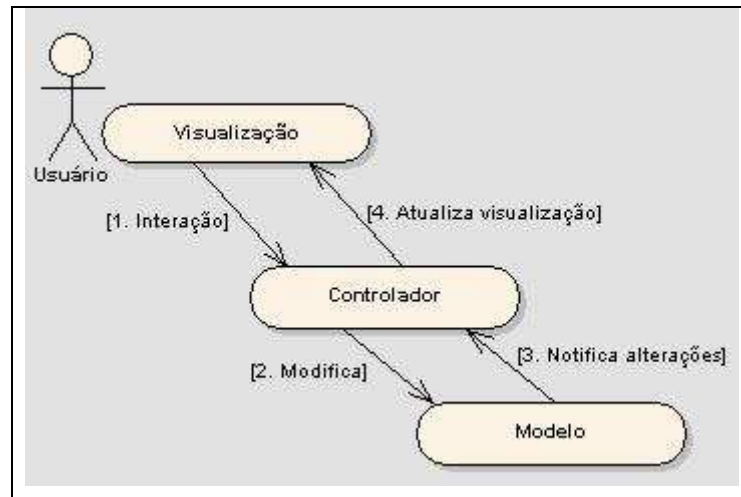 Visualização
Usuário
[1. Interação]
[4. Atualiza visualização]
Controlador
[2. Modifica]
[3. Notifica alterações]
Modelo